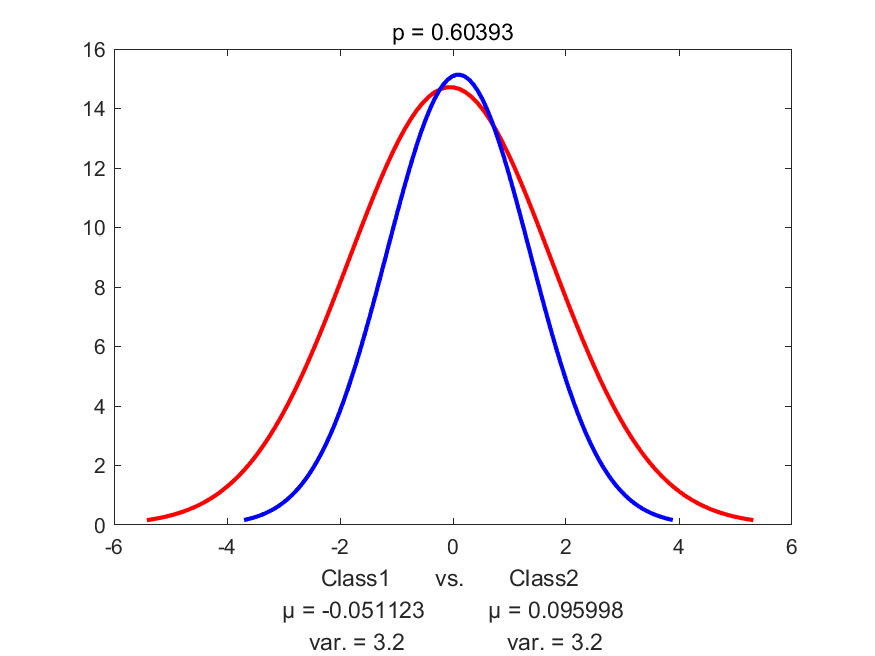 p = 0.60393
16
14
12
10
8
6
4
2
0
-6 -4 -2 0 2 4 6
Class1 vs. Class2
μ = -0.051123 μ = 0.095998
var. = 3.2 var. = 3.2